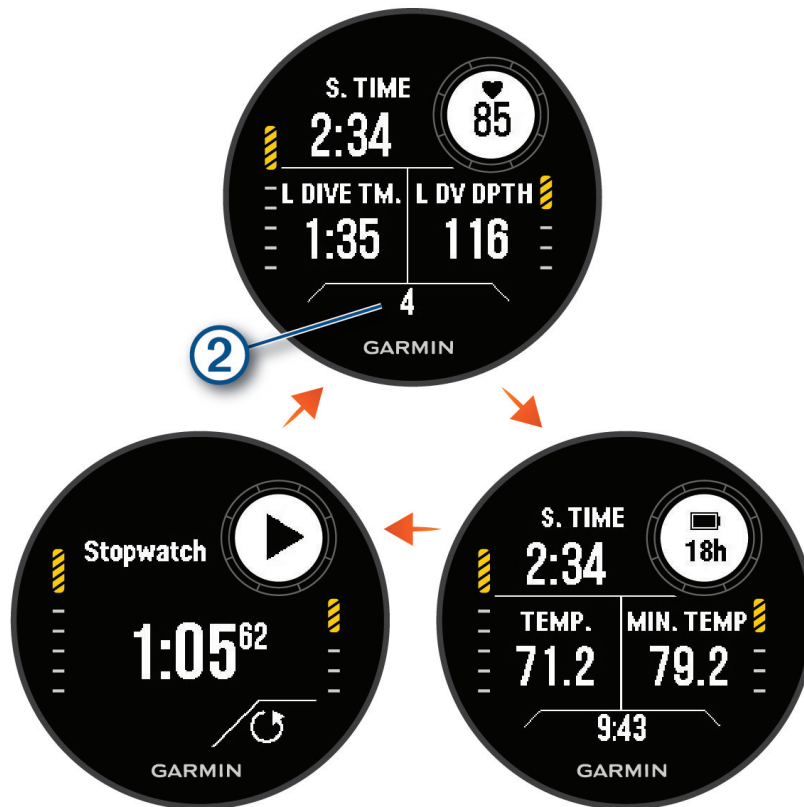 S. TIME
85
2:34
L DIVE TM. L DV DPTH
1:35 116
4
2
GARMIN
Stopwatch
1:05 62
GARMIN
S. TIME
18h
2:34
TEMP. MIN. TEMP
71.2 79.2
9:43
GARMIN